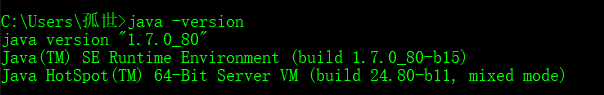 C:\Users\孤世>java -version
java version "1.7.0_80"
Java(TM) SE Runtime Environment (build 1.7.0_80-b15)
Java HotSpot(TM) 64-Bit Server VM (build 24.80-b11, mixed mode)